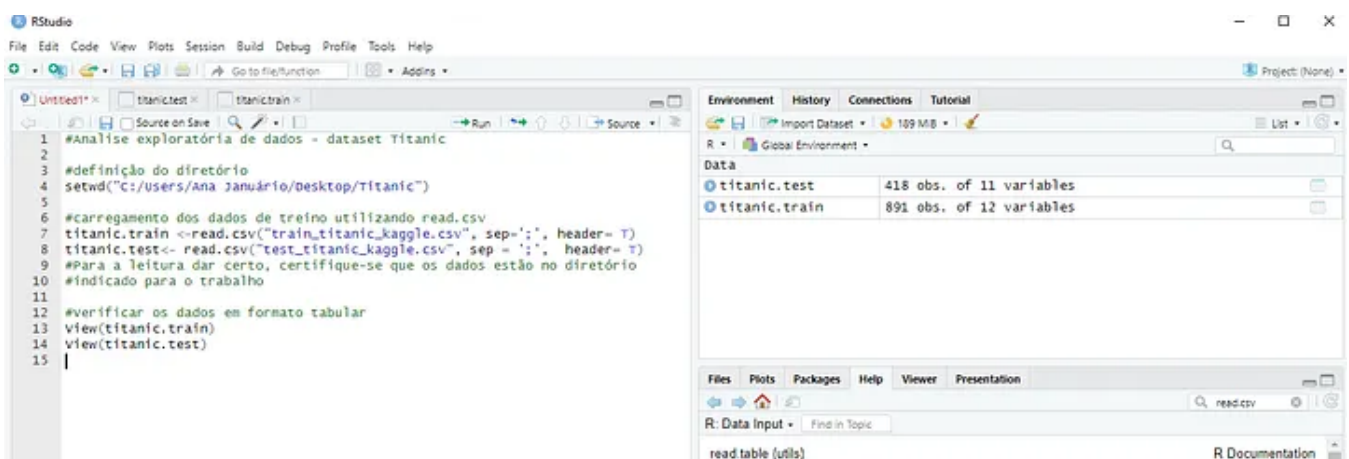 RStudio
File Edit Code View Plots Session Build Debug Profile Tools Help
Go to file/function Addins Project: (None)
Untitled1* titanic.test titanic.train
Source on Save Run Source
1 #Analise exploratória de dados - dataset Titanic
2
3 #definição do diretório
4 setwd("C:/Users/Ana Januário/Desktop/Titanic")
5
6 #carregamento dos dados de treino utilizando read.csv
7 titanic.train <-read.csv("train_titanic_kaggle.csv", sep=';', header= T)
8 titanic.test<- read.csv("test_titanic_kaggle.csv", sep = ';', header= T)
9 #Para a leitura dar certo, certifique-se que os dados estão no diretório
10 #indicado para o trabalho
11
12 #verificar os dados em formato tabular
13 View(titanic.train)
14 View(titanic.test)
15
Environment History Connections Tutorial
Import Dataset 189 MiB List
R Global Environment
Data
titanic.test 418 obs. of 11 variables
titanic.train 891 obs. of 12 variables
Files Plots Packages Help Viewer Presentation
read.csv
R: Data Input Find in Topic
read.table {utils} R Documentation